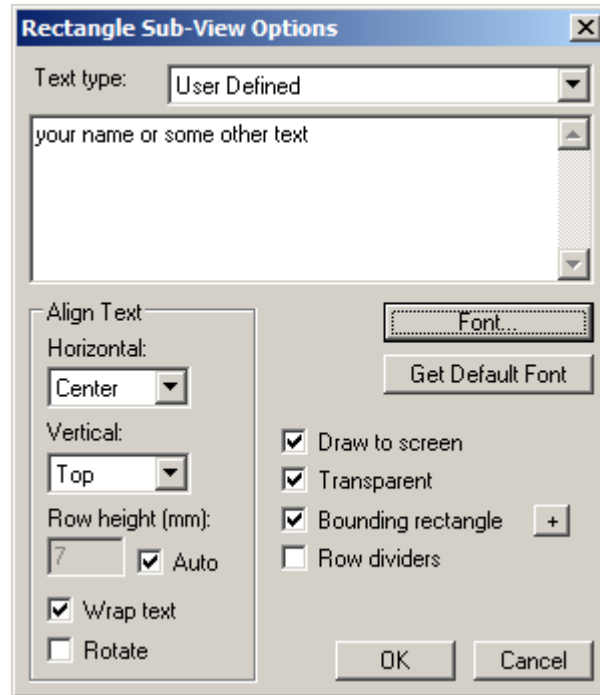 Rectangle Sub-View Options
Text type: User Defined
your name or some other text
Align Text
Horizontal:
Center
Vertical:
Top
Row height (mm):
7 Auto
Wrap text
Rotate
Font...
Get Default Font
Draw to screen
Transparent
Bounding rectangle +
Row dividers
OK Cancel